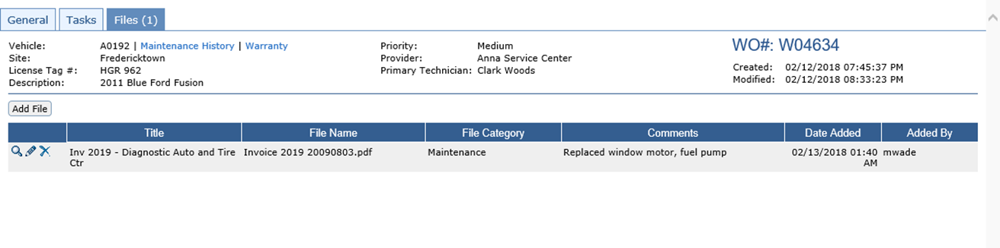 General
Tasks
Files (1)
Vehicle: A0192 | Maintenance History | Warranty
Site: Fredericktown
License Tag #: HGR 962
Description: 2011 Blue Ford Fusion
Priority: Medium
Provider: Anna Service Center
Primary Technician: Clark Woods
WO#: W04634
Created: 02/12/2018 07:45:37 PM
Modified: 02/12/2018 08:33:23 PM
Add File
Title File Name File Category Comments Date Added Added By
Inv 2019 - Diagnostic Auto and Tire Invoice 2019 20090803.pdf Maintenance Replaced window motor, fuel pump 02/13/2018 01:40 mwade
Ctr AM